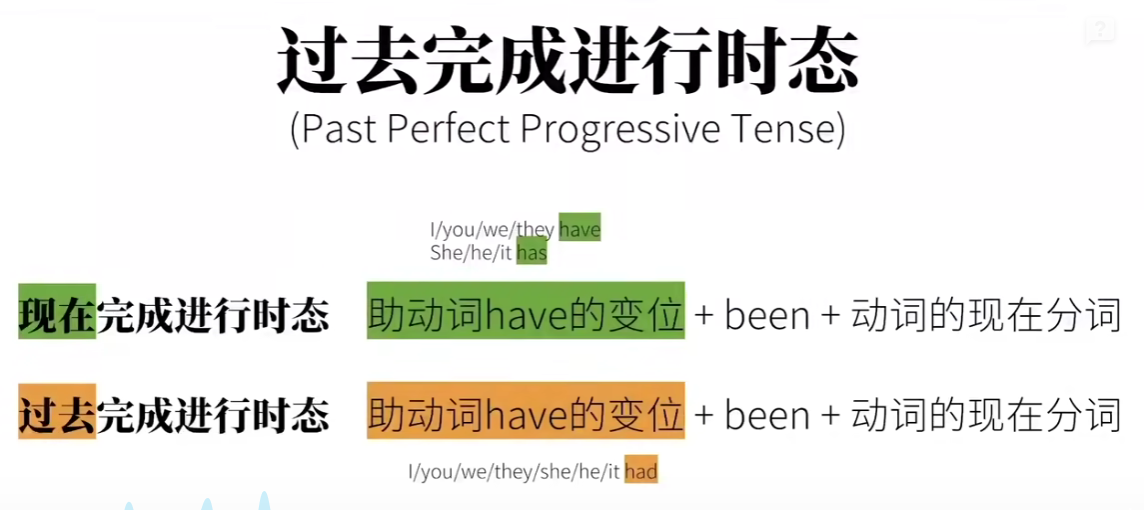 过去完成进行时态
(Past Perfect Progressive Tense)
I/you/we/they have
She/he/it has
现在完成进行时态 助动词have的变位 + been + 动词的现在分词
过去完成进行时态 助动词have的变位 + been + 动词的现在分词
I/you/we/they/she/he/it had